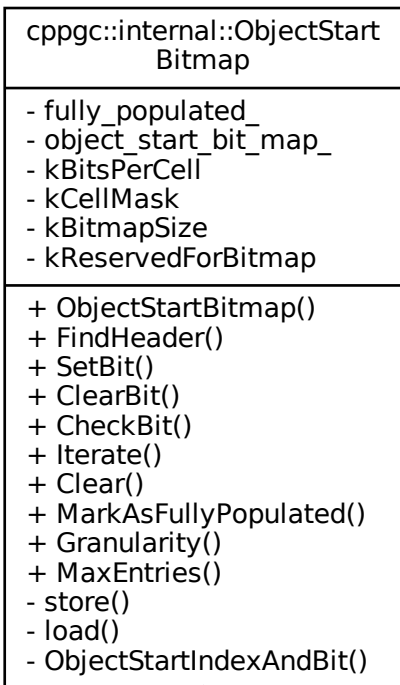 cppgc::internal::ObjectStart
Bitmap
- fully_populated_
- object_start_bit_map_
- kBitsPerCell
- kCellMask
- kBitmapSize
- kReservedForBitmap
+ ObjectStartBitmap()
+ FindHeader()
+ SetBit()
+ ClearBit()
+ CheckBit()
+ Iterate()
+ Clear()
+ MarkAsFullyPopulated()
+ Granularity()
+ MaxEntries()
- store()
- load()
- ObjectStartIndexAndBit()